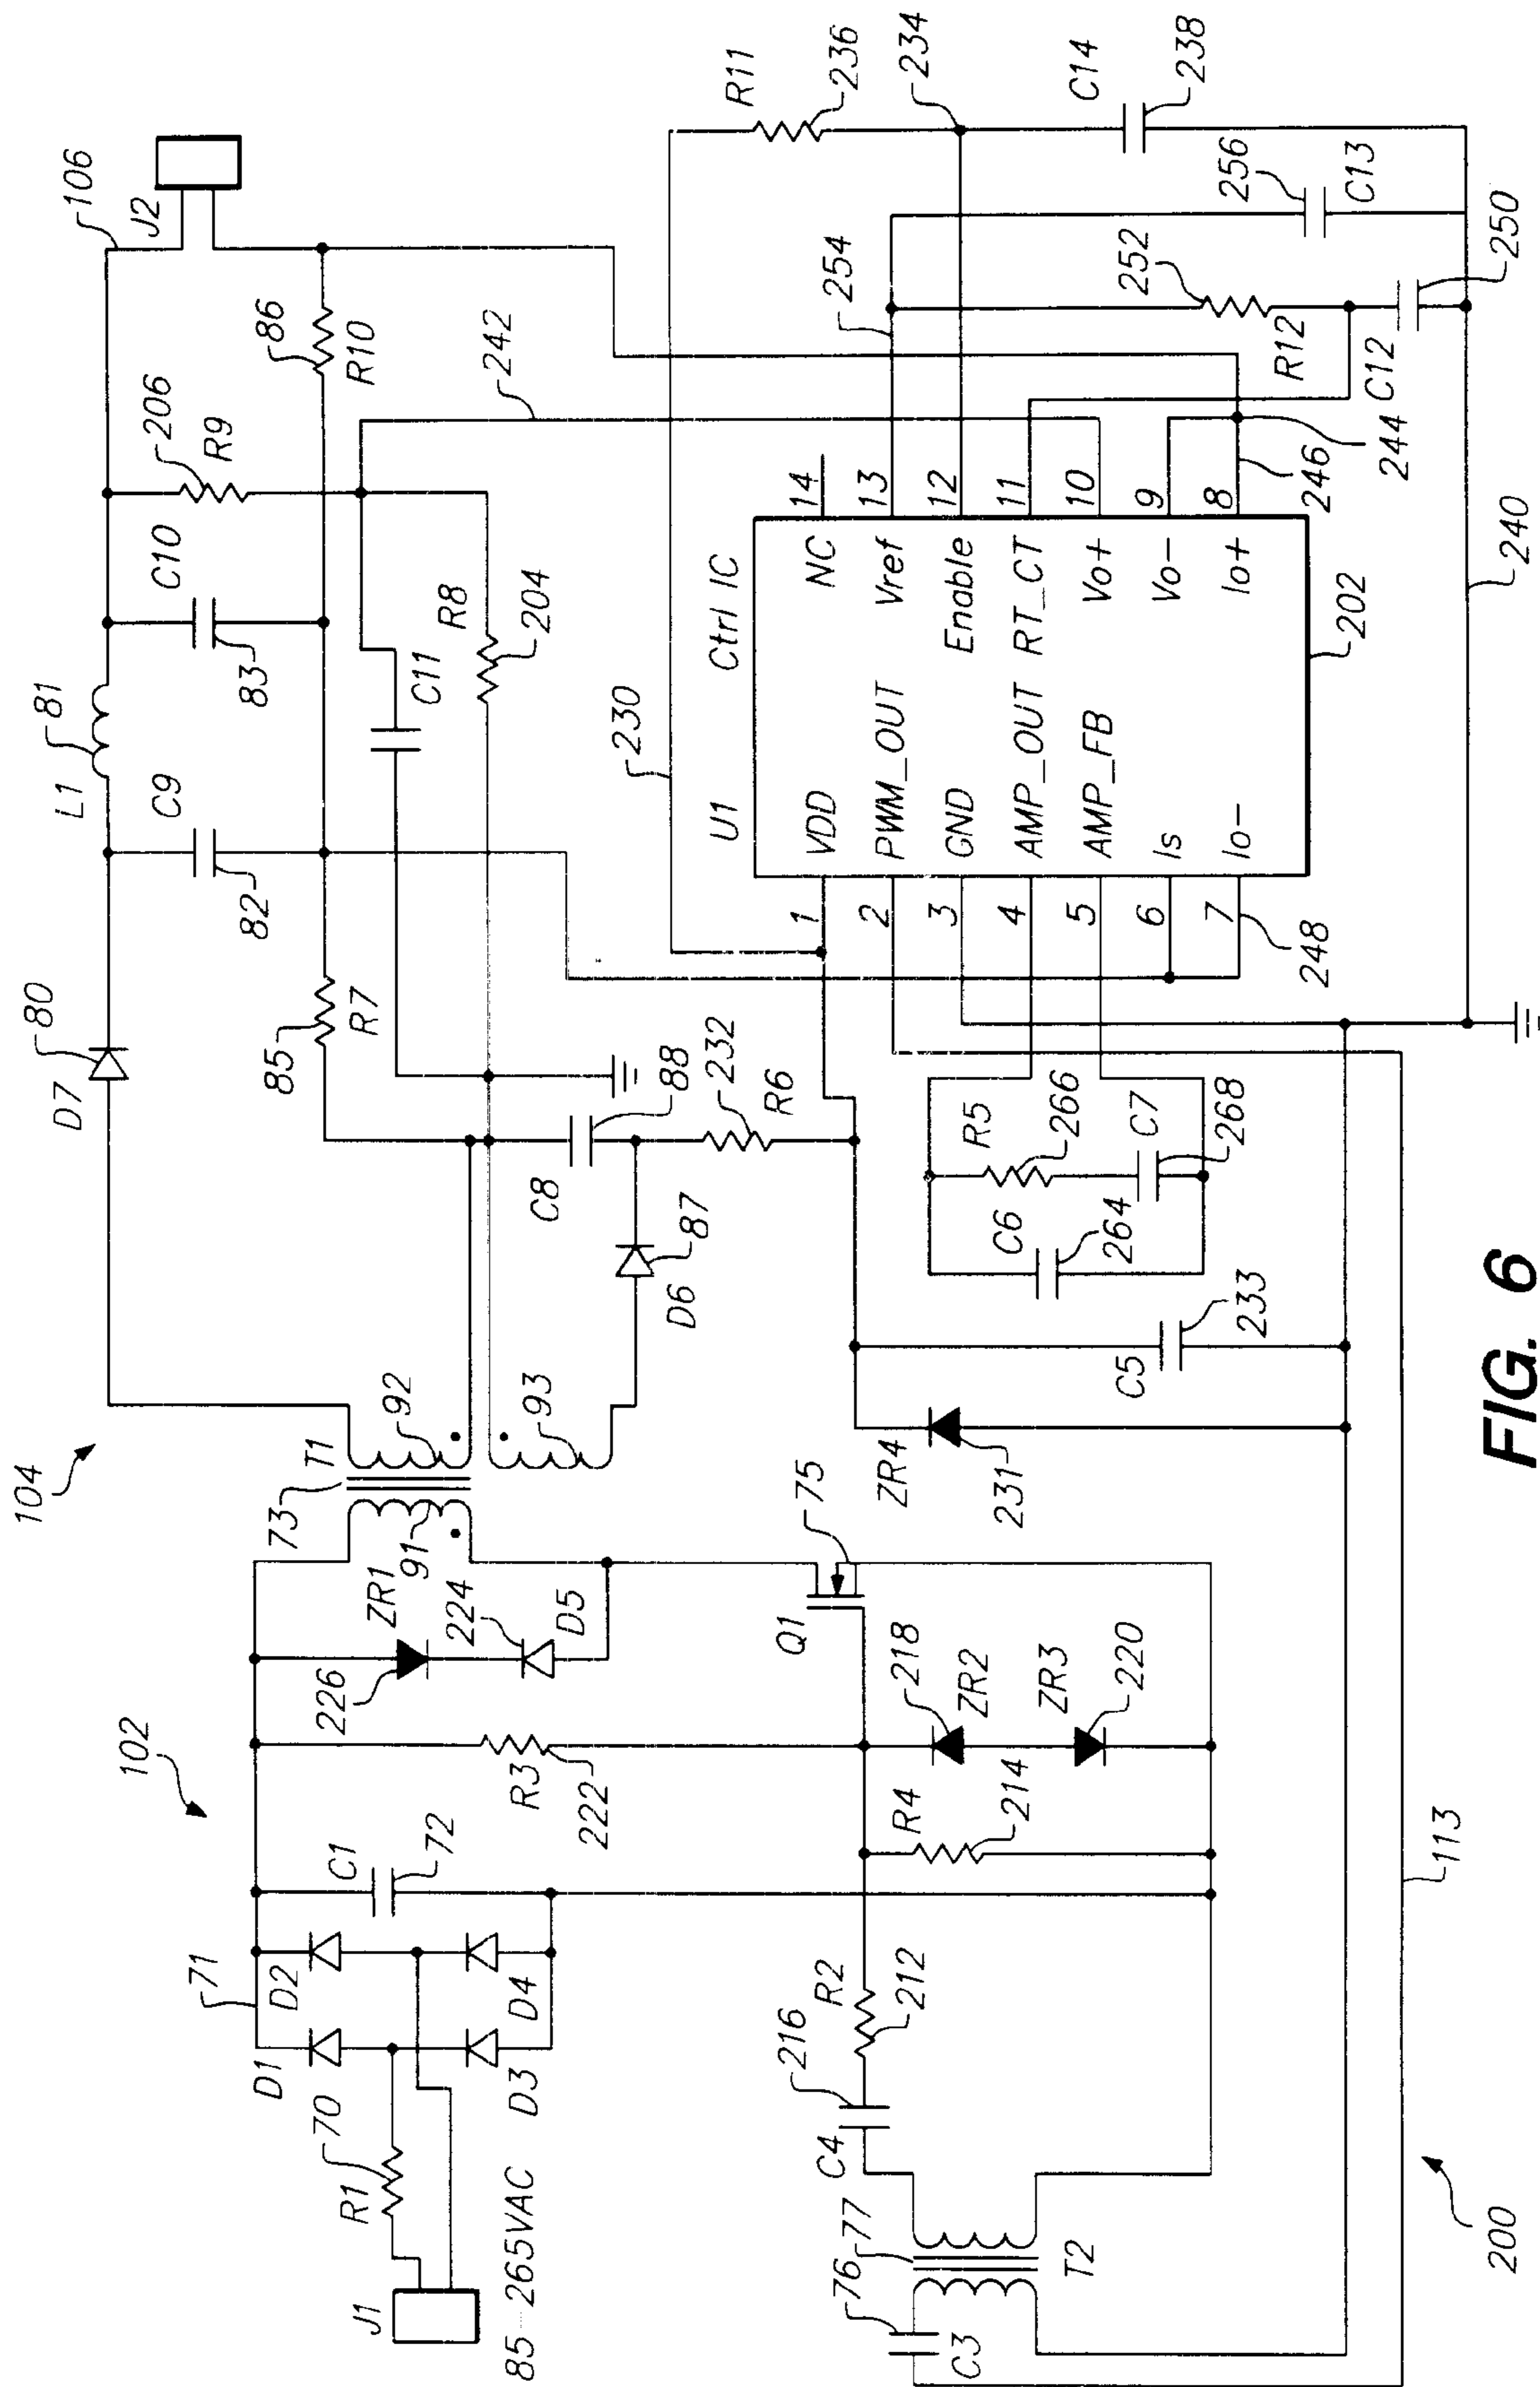 104
102
71
D1
D2
C1
72
R3
222
226
ZR1
224
D5
91
73
T1
92
93
D7
80
L1
81
C9
82
C10
83
R9
206
106
J2
85
R7
86
R10
C11
R8
204
242
J1
R1
70
D3
D4
85-265VAC
C8
88
D6
87
R6
232
230
U1
Ctrl IC
VDD
PWM_OUT
GND
AMP_OUT
AMP_FB
Is
Io-
NC
Vref
Enable
RT_CT
Vo+
Vo-
Io+
1
2
3
4
5
6
7
14
13
12
11
10
9
8
202
248
246
244
254
252
R12
C12
250
256
C13
R11
236
234
C14
238
240
Q1
75
76
77
C3
T2
C4
216
R2
212
R4
214
218
ZR2
ZR3
220
ZR4
231
C5
233
C6
264
R5
266
C7
268
113
200
FIG. 6